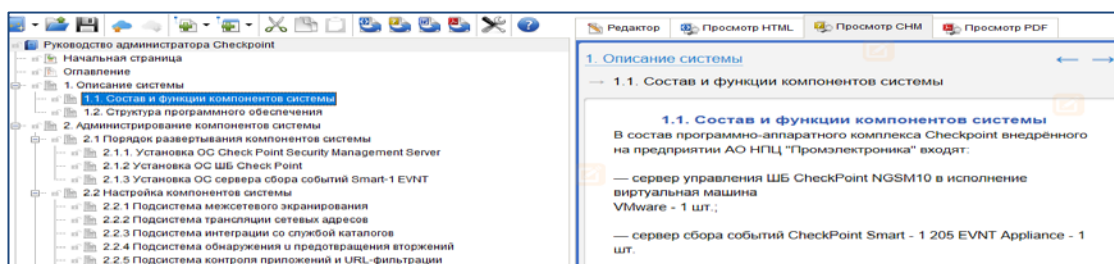 Редактор
Просмотр HTML
Просмотр CHM
Просмотр PDF
Руководство администратора Checkpoint
Начальная страница
Оглавление
1. Описание системы
1.1. Состав и функции компонентов системы
1.2. Структура программного обеспечения
2. Администрирование компонентов системы
2.1 Порядок развертывания компонентов системы
2.1.1. Установка ОС Check Point Security Management Server
2.1.2 Установка ОС ШБ Check Point
2.1.3 Установка ОС сервера сбора событий Smart-1 EVNT
2.2 Настройка компонентов системы
2.2.1 Подсистема межсетевого экранирования
2.2.2 Подсистема трансляции сетевых адресов
2.2.3 Подсистема интеграции со службой каталогов
2.2.4 Подсистема обнаружения и предотвращения вторжений
2.2.5 Подсистема контроля приложений и URL-фильтрации
1. Описание системы
→ 1.1. Состав и функции компонентов системы
1.1. Состав и функции компонентов системы
В состав программно-аппаратного комплекса Checkpoint внедрённого
на предприятии АО НПЦ "Промэлектроника" входят:
— сервер управления ШБ CheckPoint NGSM10 в исполнение
виртуальная машина
VMware - 1 шт.;
— сервер сбора событий CheckPoint Smart - 1 205 EVNT Appliance - 1
шт.